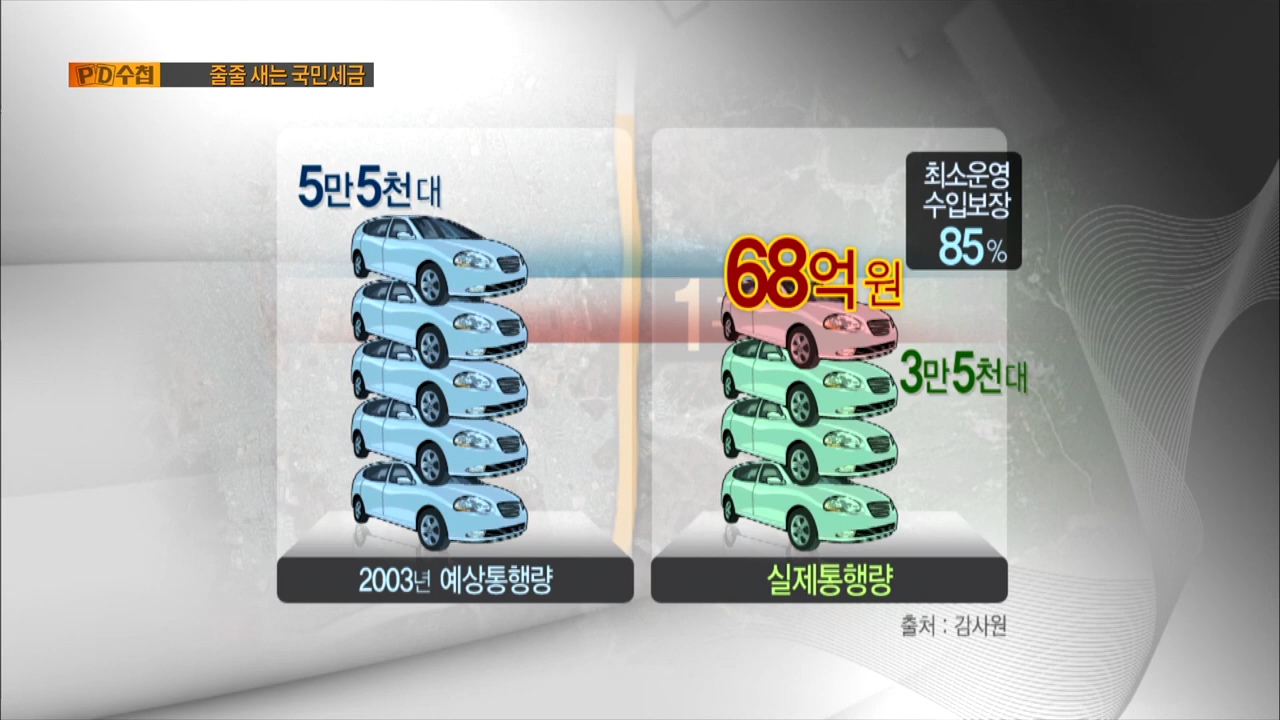 PD수첩 줄줄 새는 국민세금
5만 5천 대
최소운영
수입보장
85%
68억 원
1
3만 5천 대
2003년 예상통행량
실제통행량
출처 : 감사원